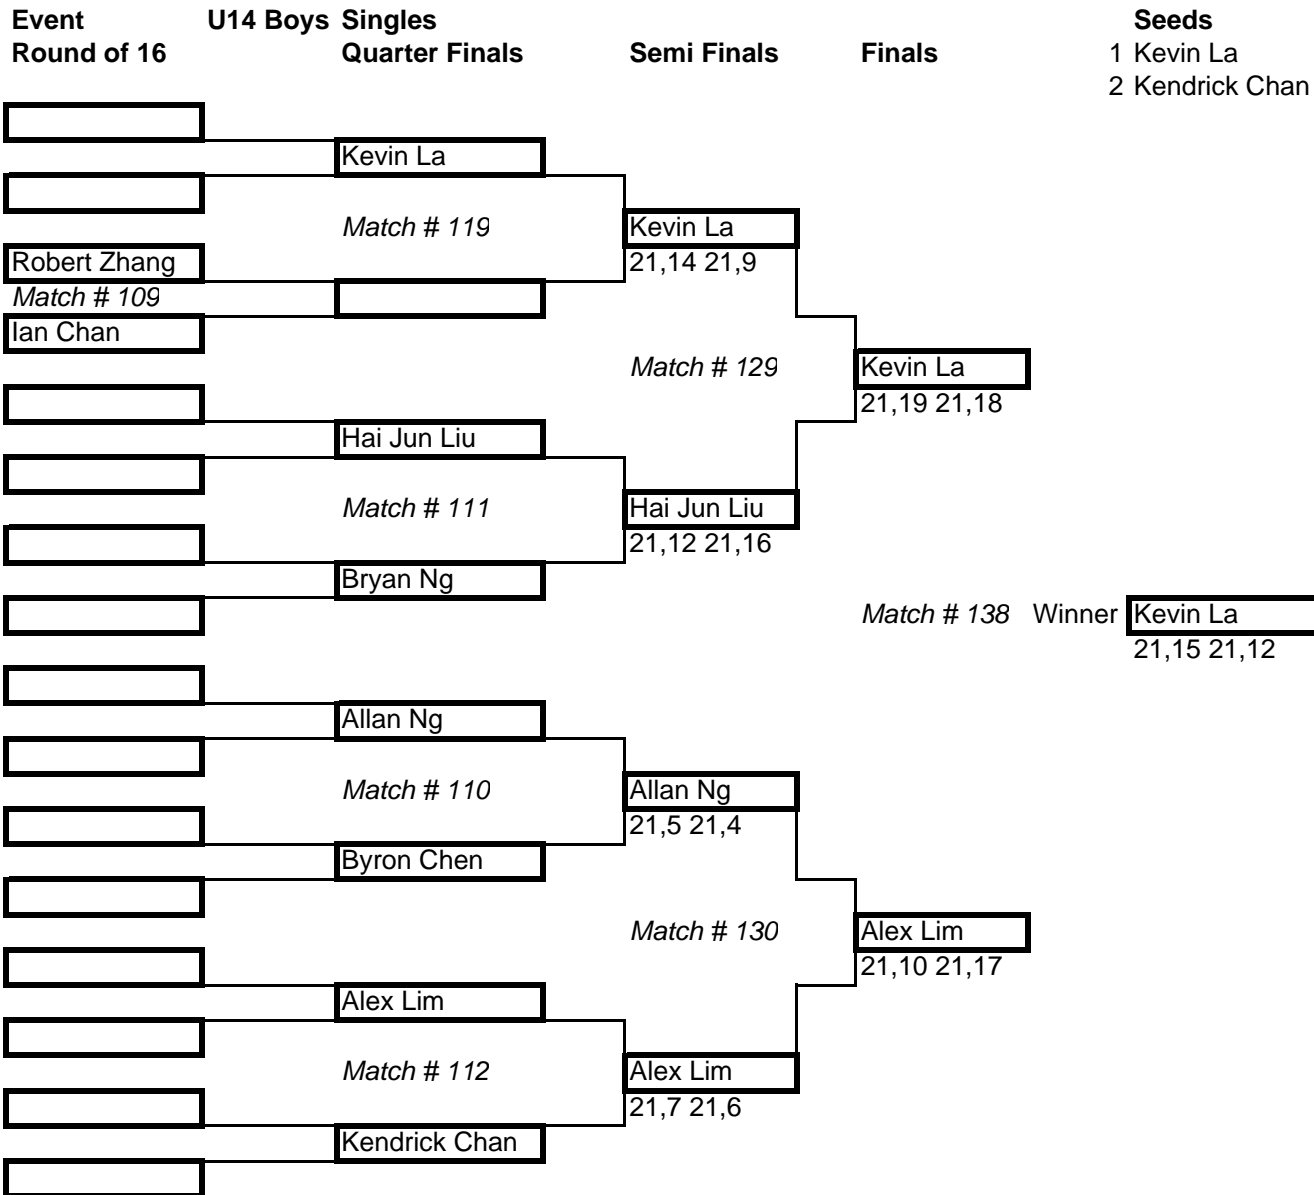 Event U14 Boys Singles Seeds
Round of 16 Quarter Finals Semi Finals Finals 1 Kevin La
2 Kendrick Chan
Kevin La
Match # 119 Kevin La
Robert Zhang 21,14 21,9
Match # 109
Ian Chan
Match # 129 Kevin La
21,19 21,18
Hai Jun Liu
Match # 111 Hai Jun Liu
21,12 21,16
Bryan Ng
Match # 138 Winner Kevin La
21,15 21,12
Allan Ng
Match # 110 Allan Ng
21,5 21,4
Byron Chen
Match # 130 Alex Lim
21,10 21,17
Alex Lim
Match # 112 Alex Lim
21,7 21,6
Kendrick Chan